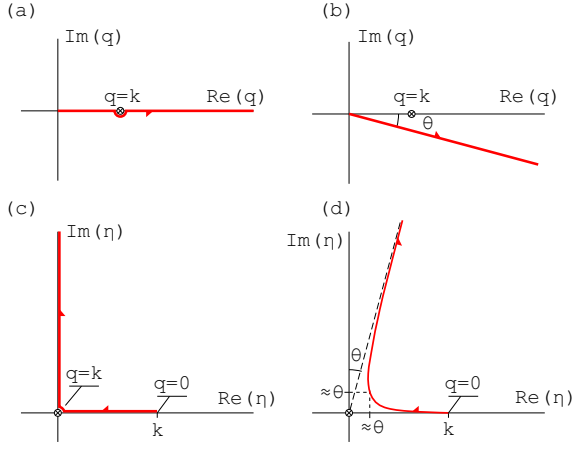 (a)
Im(q)
q=k
Re(q)
(b)
Im(q)
q=k
Re(q)
θ
(c)
Im(η)
q=k
q=0
Re(η)
k
(d)
Im(η)
θ
≈θ
q=0
Re(η)
≈θ
k